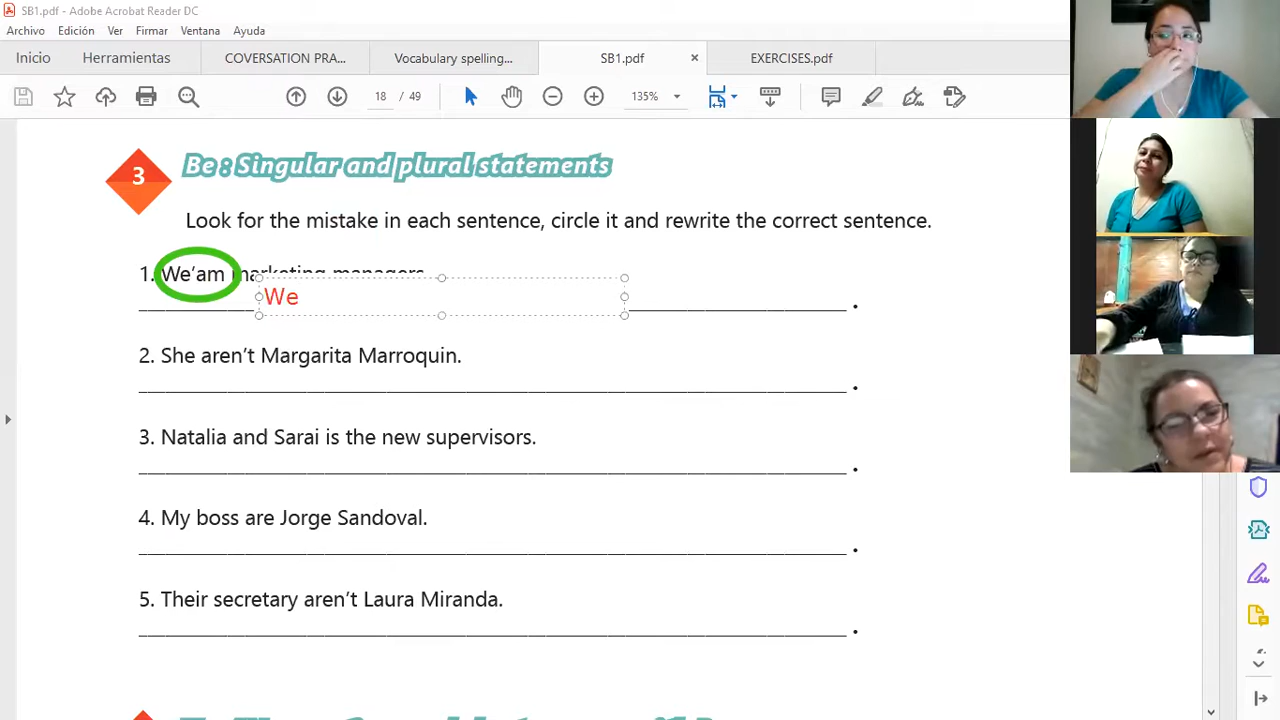 SB1.pdf - Adobe Acrobat Reader DC
Archivo Edición Ver Firmar Ventana Ayuda
Inicio Herramientas COVERSATION PRA... Vocabulary spelling... SB1.pdf × EXERCISES.pdf
18 / 49 135%
3 Be : Singular and plural statements
Look for the mistake in each sentence, circle it and rewrite the correct sentence.
1. We'am marketing managers.
We
2. She aren't Margarita Marroquin.
3. Natalia and Sarai is the new supervisors.
4. My boss are Jorge Sandoval.
5. Their secretary aren't Laura Miranda.